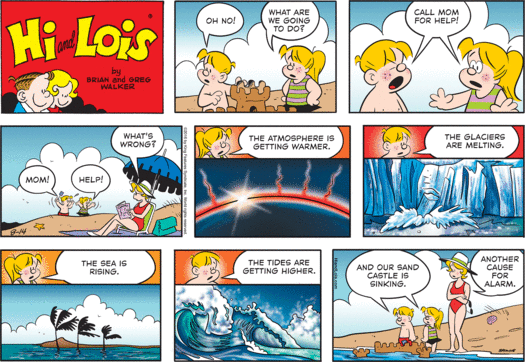 Hi and Lois
by
BRIAN and GREG
WALKER
OH NO!
WHAT ARE
WE GOING
TO DO?
CALL MOM
FOR HELP!
MOM!
HELP!
WHAT'S
WRONG?
8-14
THE ATMOSPHERE IS
GETTING WARMER.
THE GLACIERS
ARE MELTING.
THE SEA IS
RISING.
THE TIDES ARE
GETTING HIGHER.
AND OUR SAND
CASTLE IS
SINKING.
ANOTHER
CAUSE
FOR
ALARM.